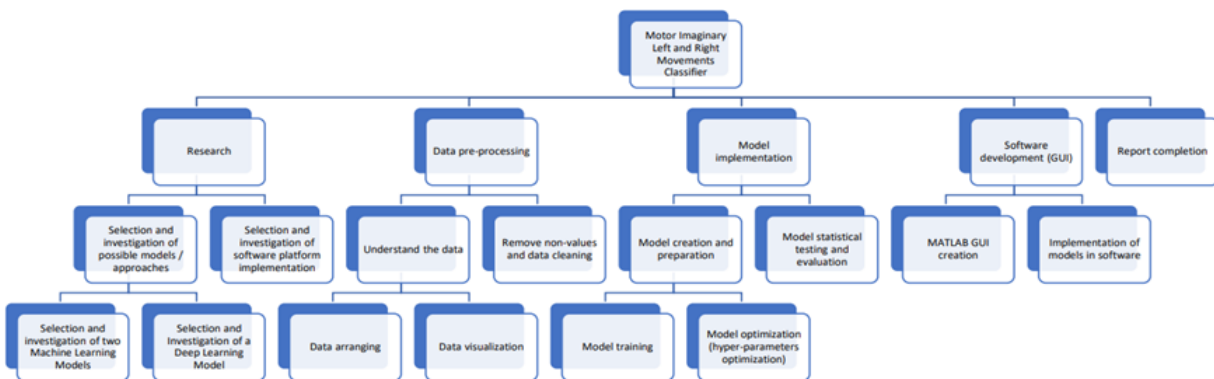 Motor Imaginary
Left and Right
Movements
Classifier
Research
Data pre-processing
Model
implementation
Software
development (GUI)
Report completion
Selection and
investigation of
possible models /
approaches
Selection and
investigation of
software platform
implementation
Understand the data
Remove non-values
and data cleaning
Model creation and
preparation
Model statistical
testing and
evaluation
MATLAB GUI
creation
Implementation of
models in software
Selection and
investigation of two
Machine Learning
Models
Selection and
Investigation of a
Deep Learning
Model
Data arranging
Data visualization
Model training
Model optimization
(hyper-parameters
optimization)